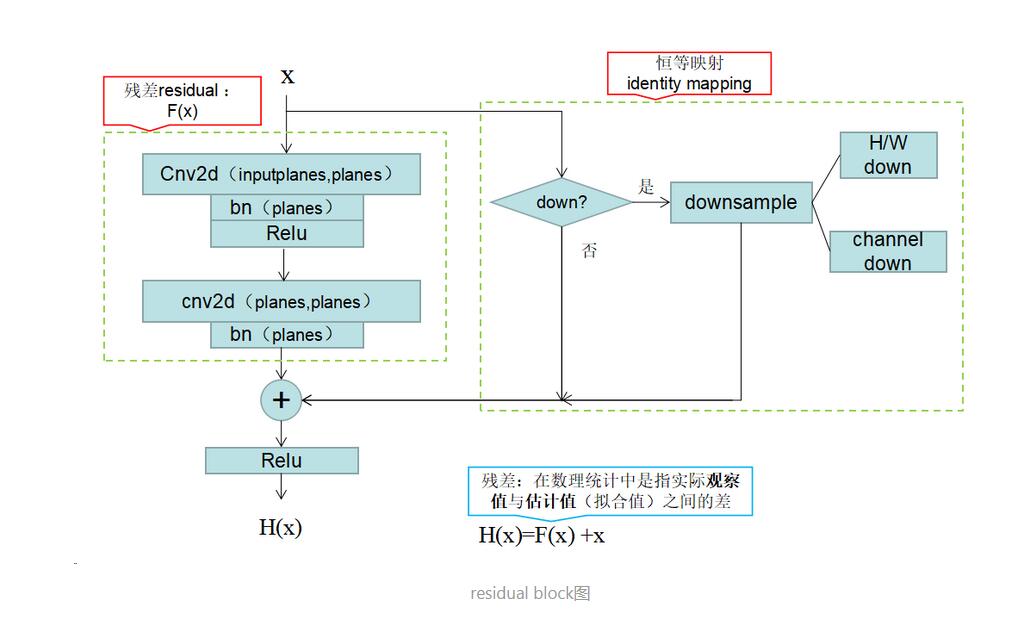 残差residual：
F(x)
x
恒等映射
identity mapping
Cnv2d（inputplanes,planes）
bn（planes）
Relu
down?
是
否
downsample
H/W
down
channel
down
cnv2d（planes,planes）
bn（planes）
+
Relu
H(x)
残差：在数理统计中是指实际观察
值与估计值（拟合值）之间的差
H(x)=F(x) +x
residual block图